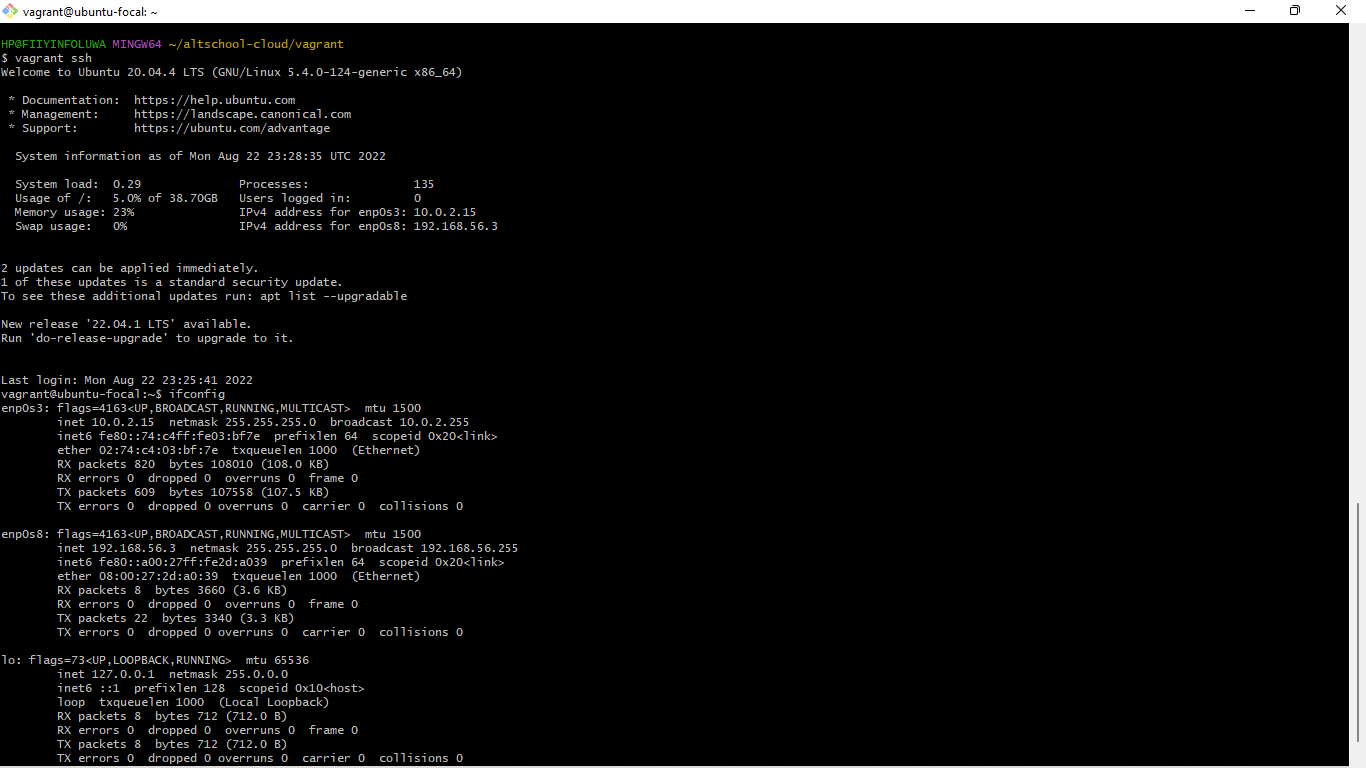 vagrant@ubuntu-focal: ~
HP@FIIYINFOLUWA MINGW64 ~/altschool-cloud/vagrant
$ vagrant ssh
Welcome to Ubuntu 20.04.4 LTS (GNU/Linux 5.4.0-124-generic x86_64)
* Documentation:  https://help.ubuntu.com
* Management:     https://landscape.canonical.com
* Support:        https://ubuntu.com/advantage
System information as of Mon Aug 22 23:28:35 UTC 2022
System load:  0.29              Processes:               135
Usage of /:   5.0% of 38.70GB   Users logged in:         0
Memory usage: 23%               IPv4 address for enp0s3: 10.0.2.15
Swap usage:   0%                IPv4 address for enp0s8: 192.168.56.3
2 updates can be applied immediately.
1 of these updates is a standard security update.
To see these additional updates run: apt list --upgradable
New release '22.04.1 LTS' available.
Run 'do-release-upgrade' to upgrade to it.
Last login: Mon Aug 22 23:25:41 2022
vagrant@ubuntu-focal:~$ ifconfig
enp0s3: flags=4163<UP,BROADCAST,RUNNING,MULTICAST>  mtu 1500
inet 10.0.2.15  netmask 255.255.255.0  broadcast 10.0.2.255
inet6 fe80::74:c4ff:fe03:bf7e  prefixlen 64  scopeid 0x20<link>
ether 02:74:c4:03:bf:7e  txqueuelen 1000  (Ethernet)
RX packets 820  bytes 108010 (108.0 KB)
RX errors 0  dropped 0  overruns 0  frame 0
TX packets 609  bytes 107558 (107.5 KB)
TX errors 0  dropped 0 overruns 0  carrier 0  collisions 0
enp0s8: flags=4163<UP,BROADCAST,RUNNING,MULTICAST>  mtu 1500
inet 192.168.56.3  netmask 255.255.255.0  broadcast 192.168.56.255
inet6 fe80::a00:27ff:fe2d:a039  prefixlen 64  scopeid 0x20<link>
ether 08:00:27:2d:a0:39  txqueuelen 1000  (Ethernet)
RX packets 8  bytes 3660 (3.6 KB)
RX errors 0  dropped 0  overruns 0  frame 0
TX packets 22  bytes 3340 (3.3 KB)
TX errors 0  dropped 0 overruns 0  carrier 0  collisions 0
lo: flags=73<UP,LOOPBACK,RUNNING>  mtu 65536
inet 127.0.0.1  netmask 255.0.0.0
inet6 ::1  prefixlen 128  scopeid 0x10<host>
loop  txqueuelen 1000  (Local Loopback)
RX packets 8  bytes 712 (712.0 B)
RX errors 0  dropped 0  overruns 0  frame 0
TX packets 8  bytes 712 (712.0 B)
TX errors 0  dropped 0 overruns 0  carrier 0  collisions 0